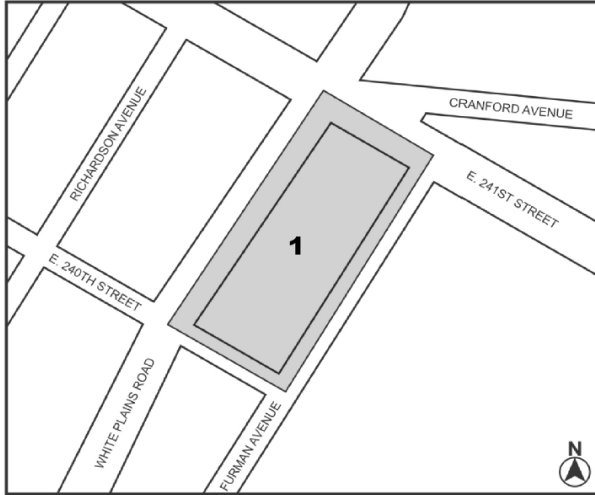 CRANFORD AVENUE
RICHARDSON AVENUE
E. 241ST STREET
1
E. 240TH STREET
WHITE PLAINS ROAD
FURMAN AVENUE
N